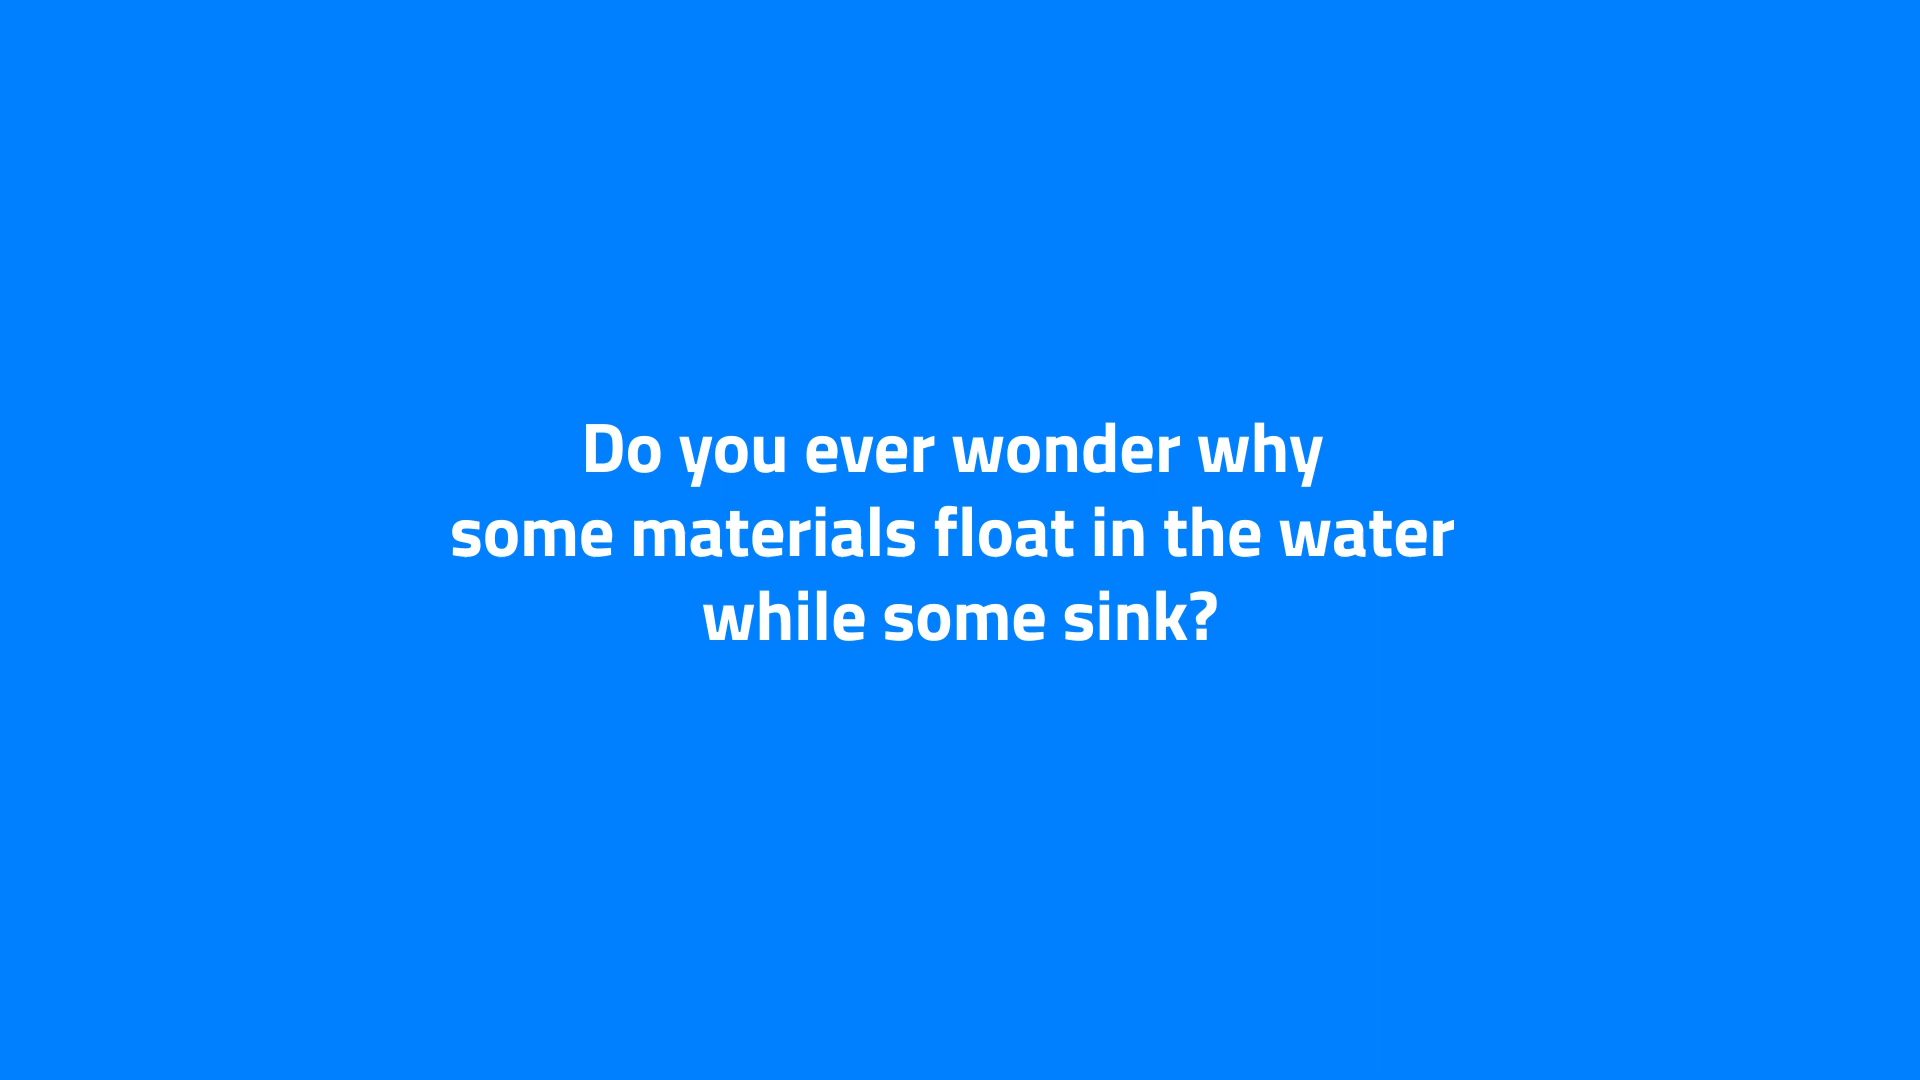 Do you ever wonder why
some materials float in the water
while some sink?